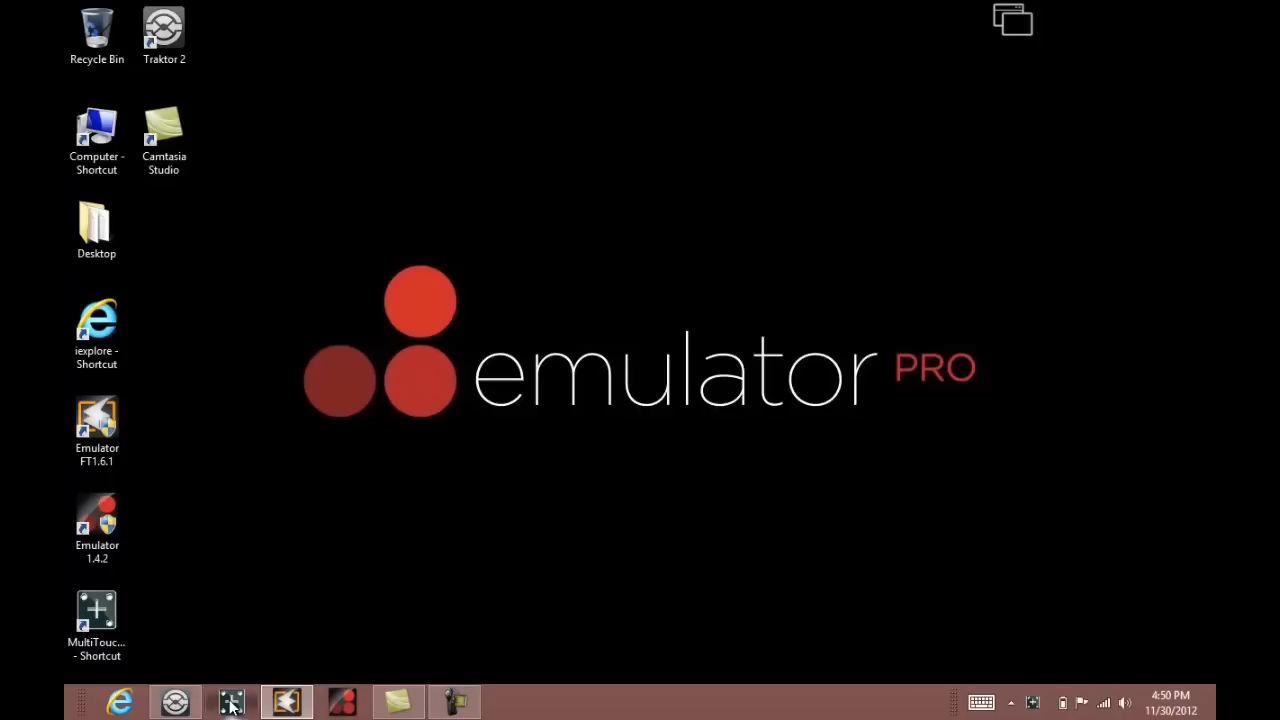 Recycle Bin
Traktor 2
Computer -
Shortcut
Camtasia
Studio
Desktop
iexplore -
Shortcut
Emulator
FT1.6.1
Emulator
1.4.2
MultiTouc...
- Shortcut
emulator PRO
4:50 PM
11/30/2012